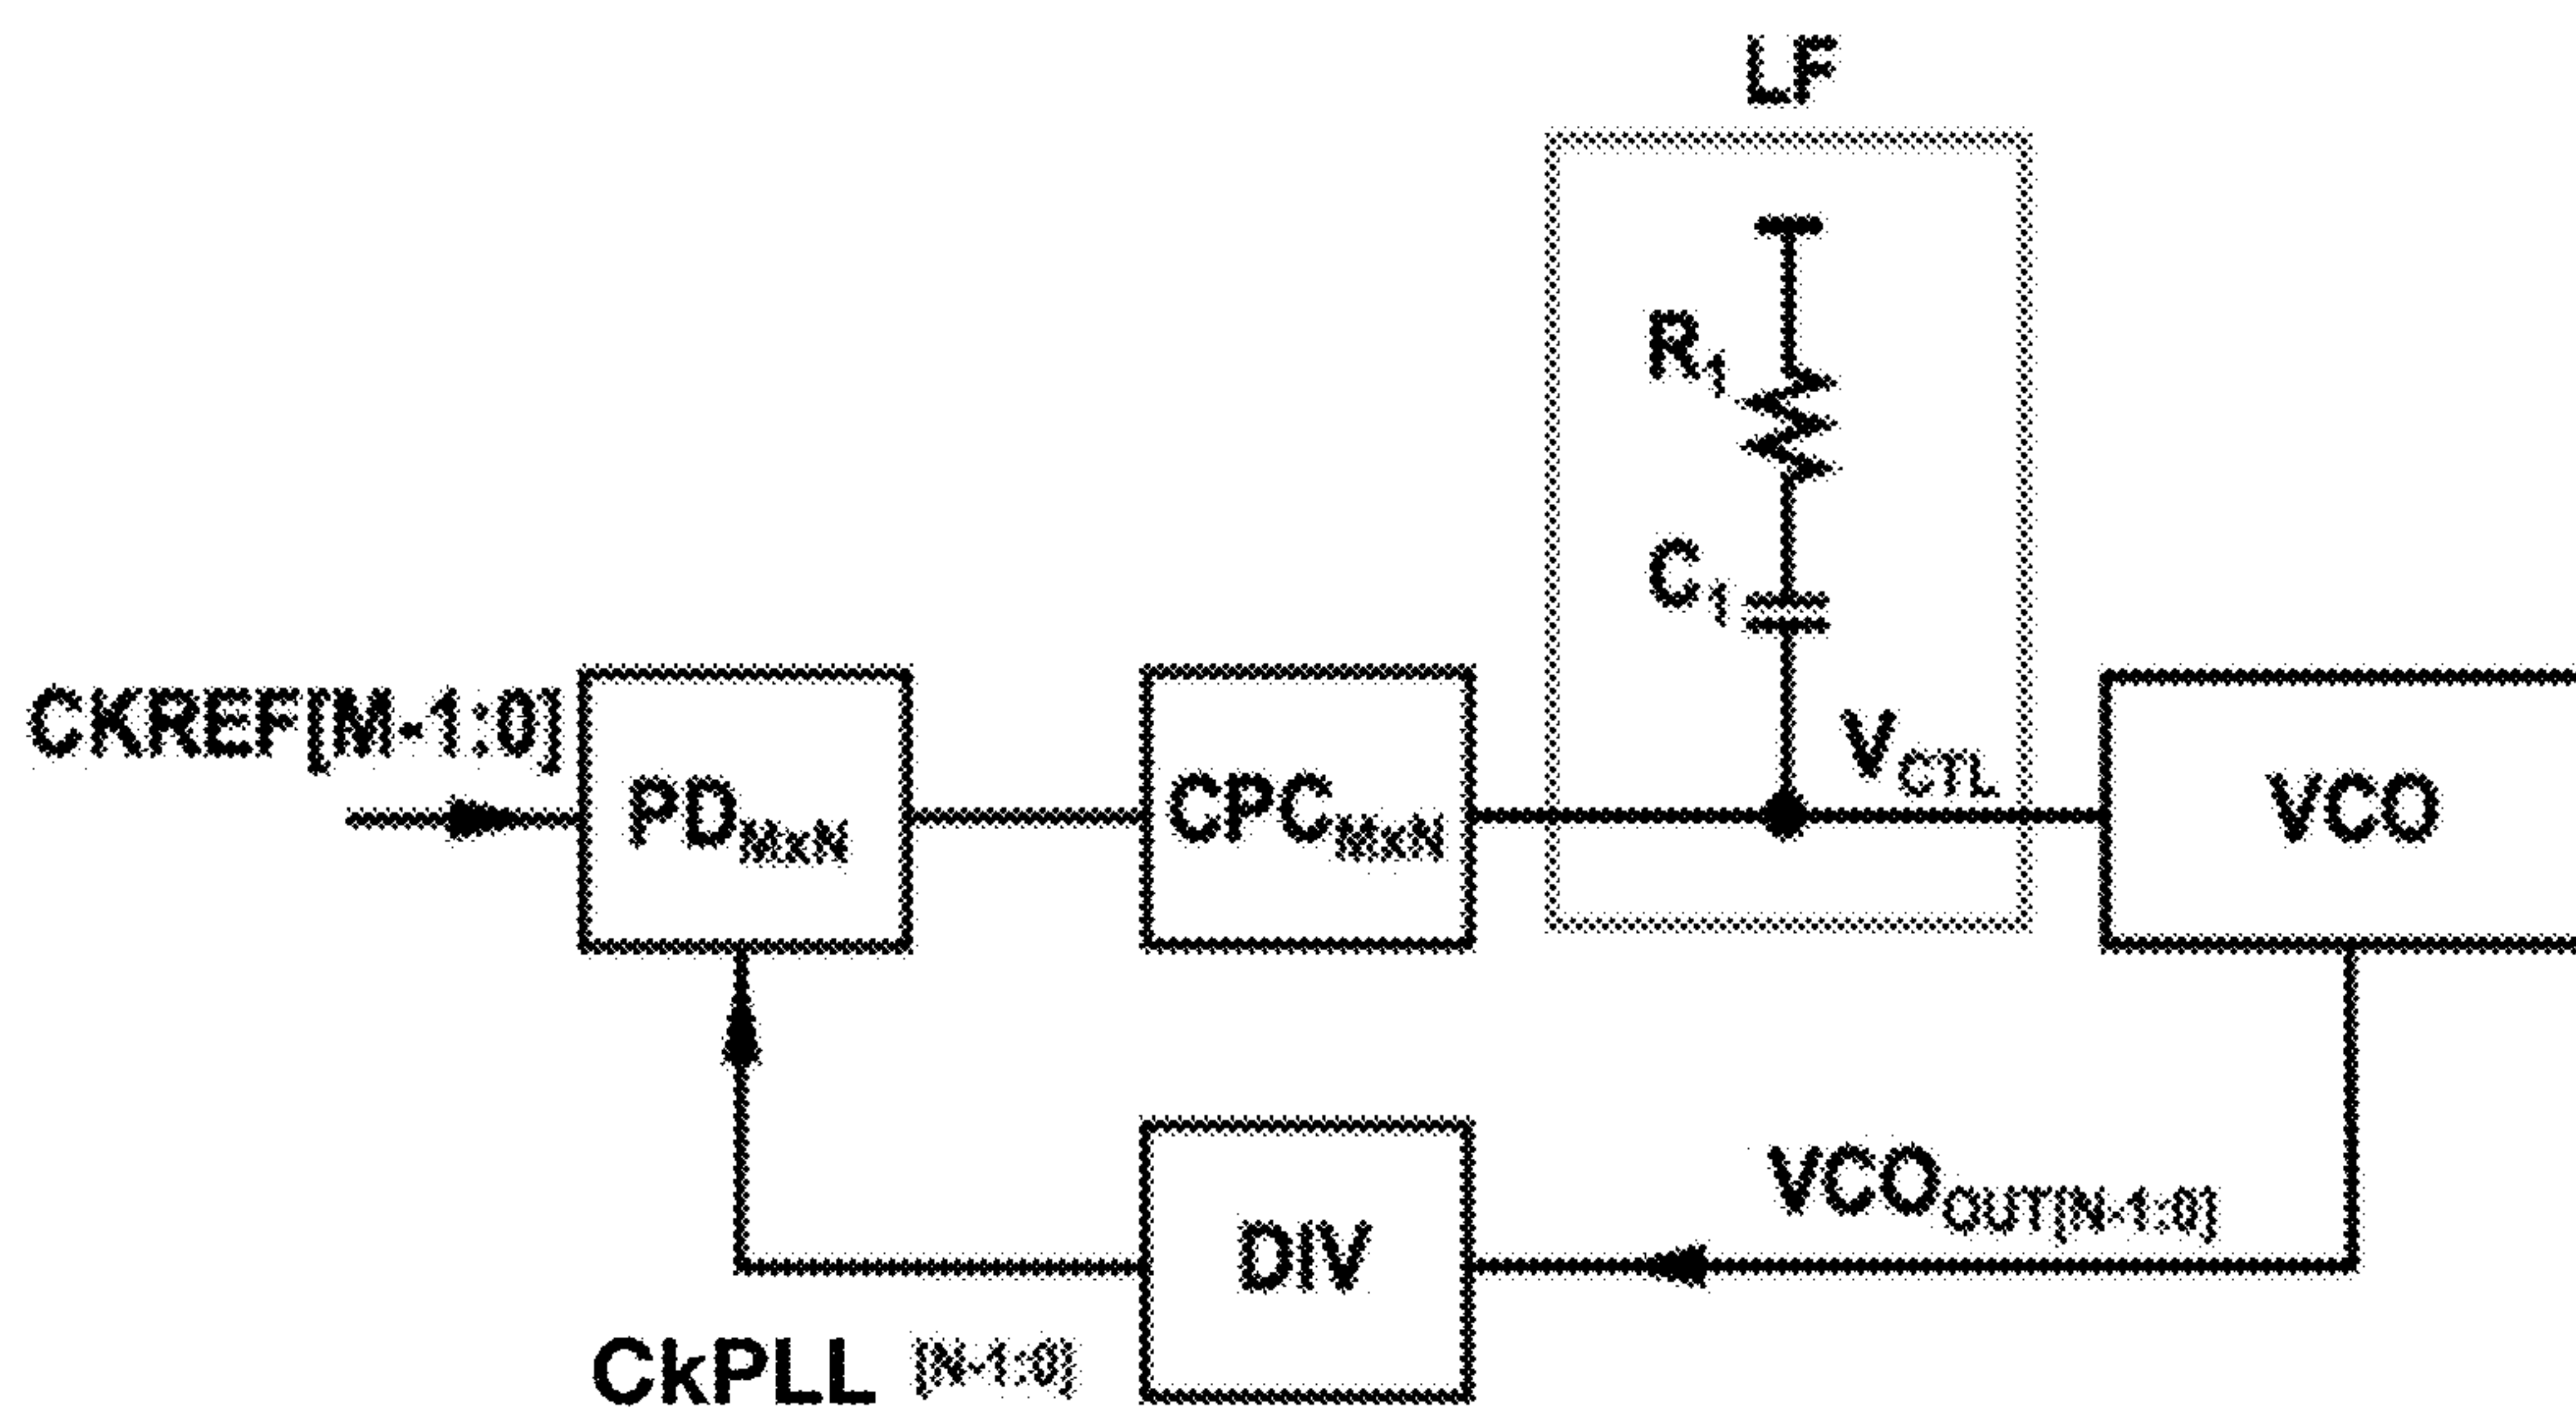 LF
R1
C1
CKREF[M-1:0]
PDMxN
CPCMxN
VCTL
VCO
VCOOUT[N-1:0]
DIV
CkPLL [N-1:0]